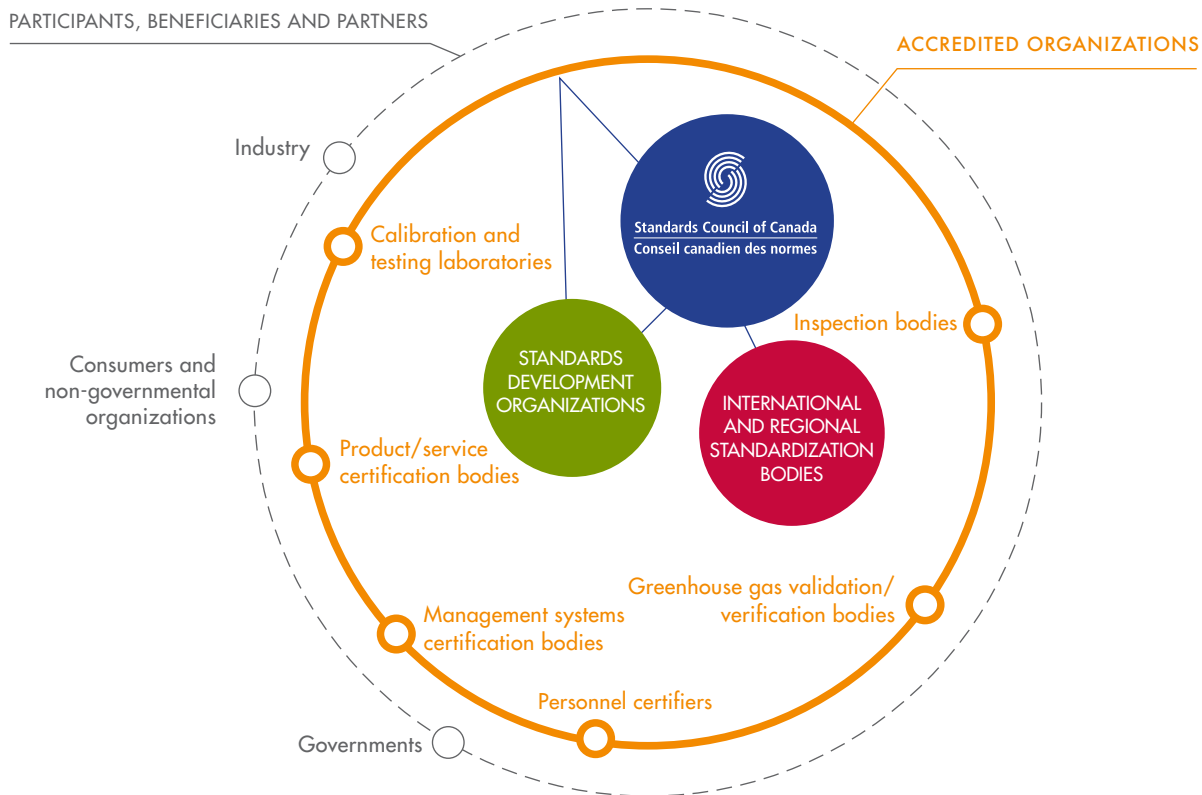 PARTICIPANTS, BENEFICIARIES AND PARTNERS
ACCREDITED ORGANIZATIONS
Industry
Calibration and
testing laboratories
Standards Council of Canada
Conseil canadien des normes
Inspection bodies
Consumers and
non-governmental
organizations
STANDARDS
DEVELOPMENT
ORGANIZATIONS
INTERNATIONAL
AND REGIONAL
STANDARDIZATION
BODIES
Product/service
certification bodies
Greenhouse gas validation/
verification bodies
Management systems
certification bodies
Personnel certifiers
Governments